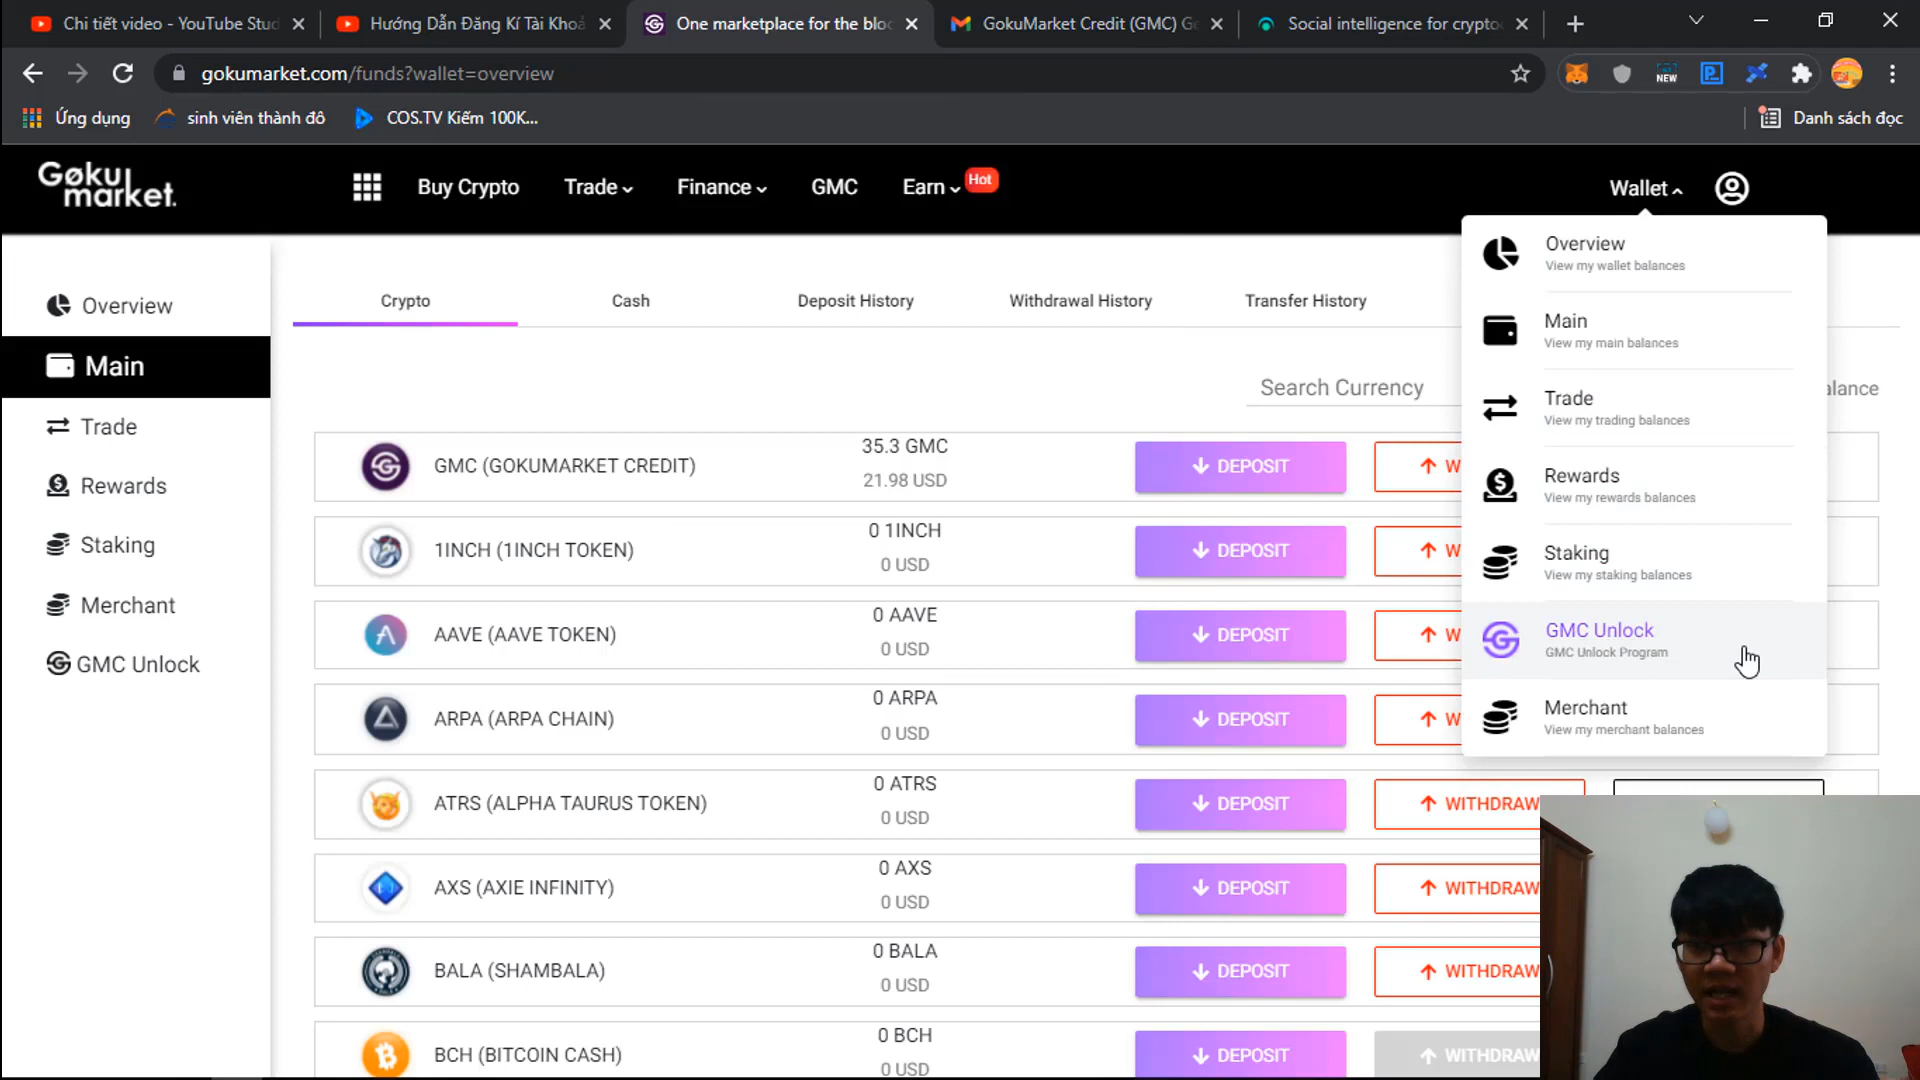 Chi tiết video - YouTube Stud
Hướng Dẫn Đăng Kí Tài Khoả
One marketplace for the bloc
GokuMarket Credit (GMC) Ge
Social intelligence for cryptoc
gokumarket.com/funds?wallet=overview
NEW
Ứng dụng
sinh viên thành đô
COS.TV Kiếm 100K...
Danh sách đọc
Gøku market.
Buy Crypto
Trade
Finance
GMC
Earn
Hot
Wallet
Overview
Main
Trade
Rewards
Staking
Merchant
GMC Unlock
Crypto
Cash
Deposit History
Withdrawal History
Transfer History
Search Currency
alance
GMC (GOKUMARKET CREDIT)
35.3 GMC
21.98 USD
DEPOSIT
W
1INCH (1INCH TOKEN)
0 1INCH
0 USD
DEPOSIT
W
AAVE (AAVE TOKEN)
0 AAVE
0 USD
DEPOSIT
W
ARPA (ARPA CHAIN)
0 ARPA
0 USD
DEPOSIT
W
ATRS (ALPHA TAURUS TOKEN)
0 ATRS
0 USD
DEPOSIT
WITHDRAW
AXS (AXIE INFINITY)
0 AXS
0 USD
DEPOSIT
WITHDRAW
BALA (SHAMBALA)
0 BALA
0 USD
DEPOSIT
WITHDRAW
BCH (BITCOIN CASH)
0 BCH
0 USD
DEPOSIT
WITHDRAW
Overview
View my wallet balances
Main
View my main balances
Trade
View my trading balances
Rewards
View my rewards balances
Staking
View my staking balances
GMC Unlock
GMC Unlock Program
Merchant
View my merchant balances